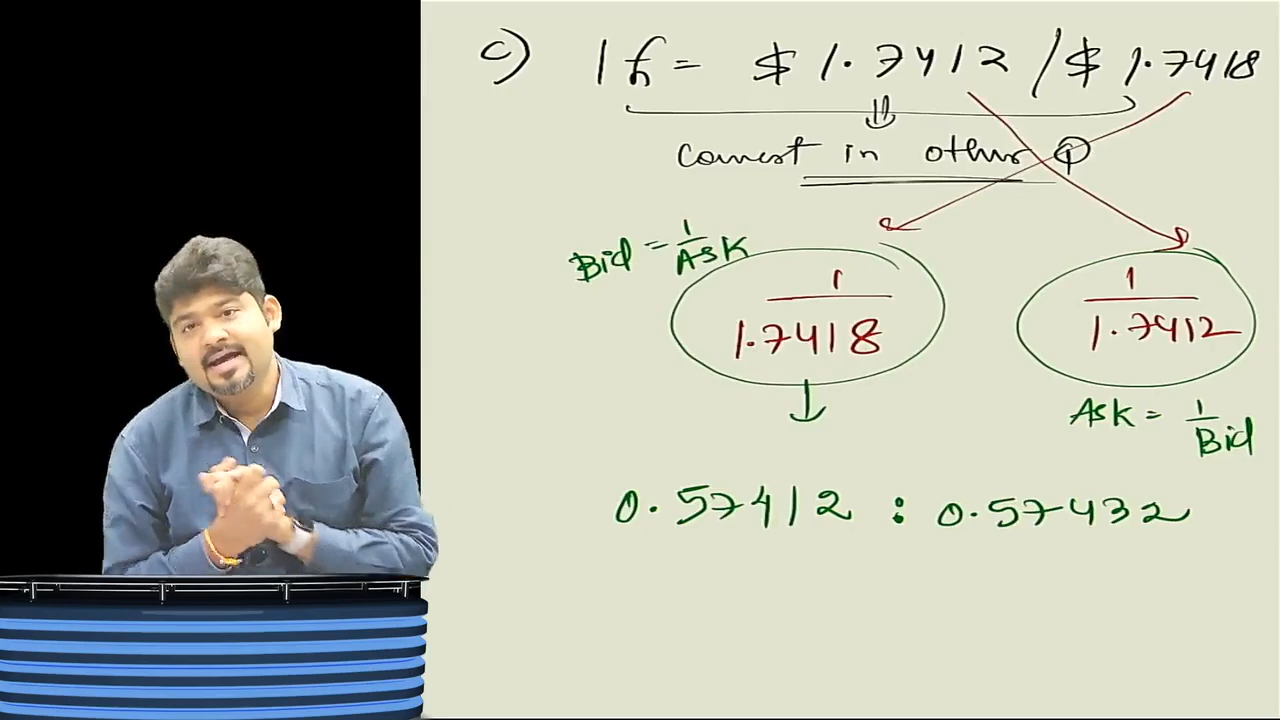 c) 1 £ = $ 1.7412 / $ 1.7418
convert in other
Bid = 1/Ask
1/1.7418 1/1.7412
Ask = 1/Bid
0.57412 : 0.57432